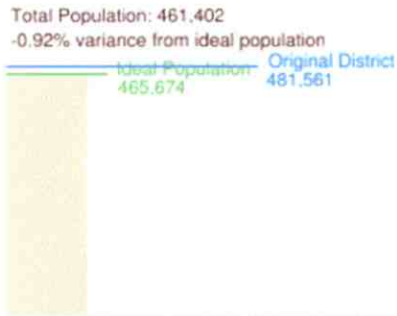 Total Population: 461,402
-0.92% variance from ideal population
Ideal Population
465,674
Original District
481,561